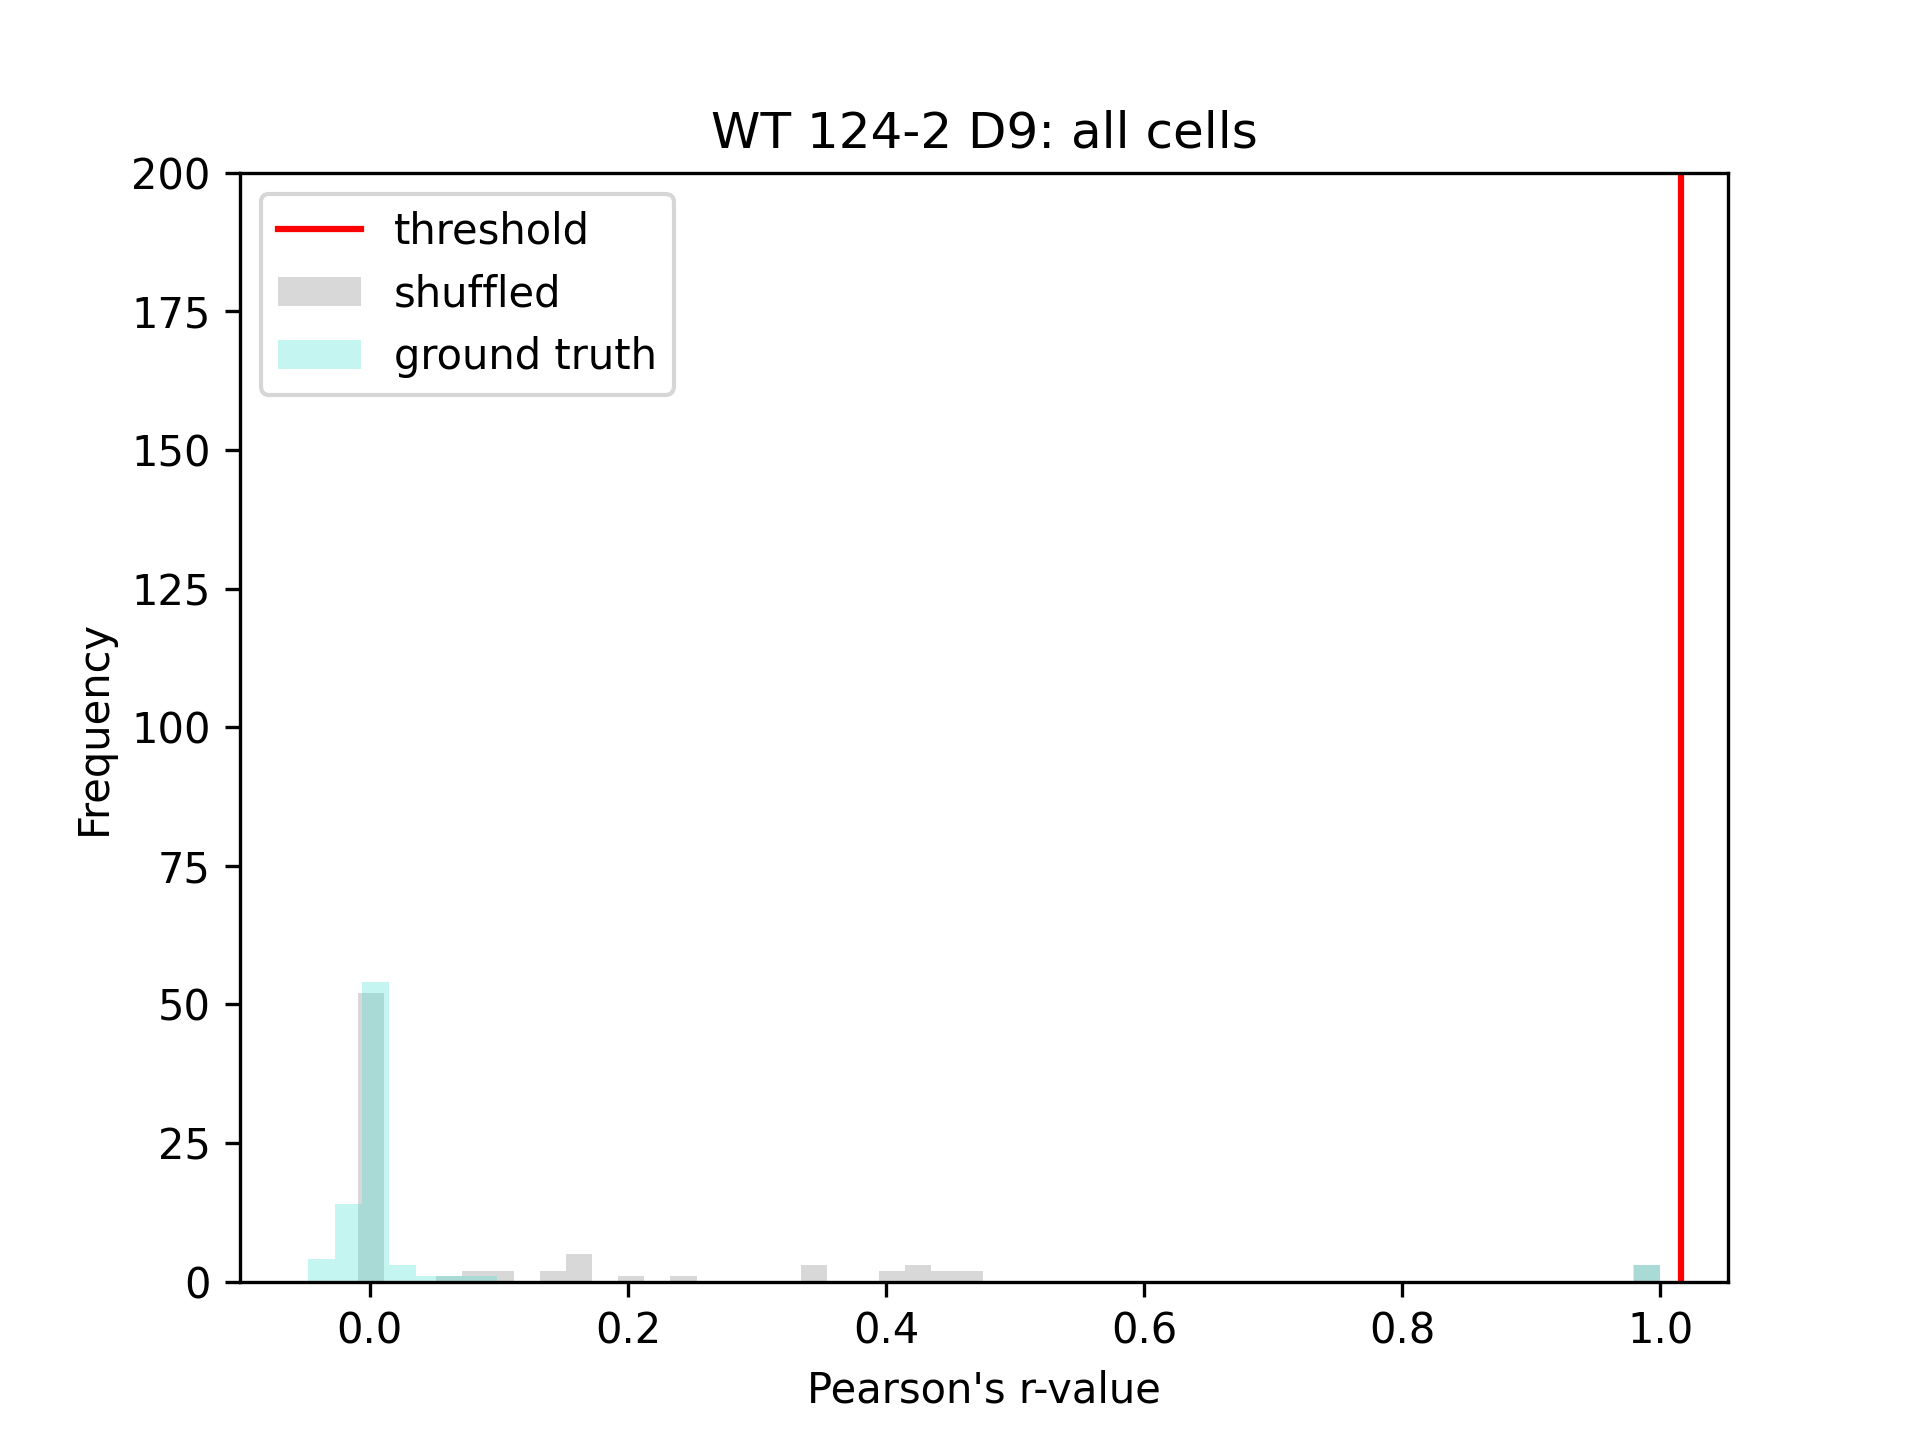 WT 124-2 D9: all cells
200
175
150
125
100
75
50
25
0
Frequency
threshold
shuffled
ground truth
0.0 0.2 0.4 0.6 0.8 1.0
Pearson's r-value